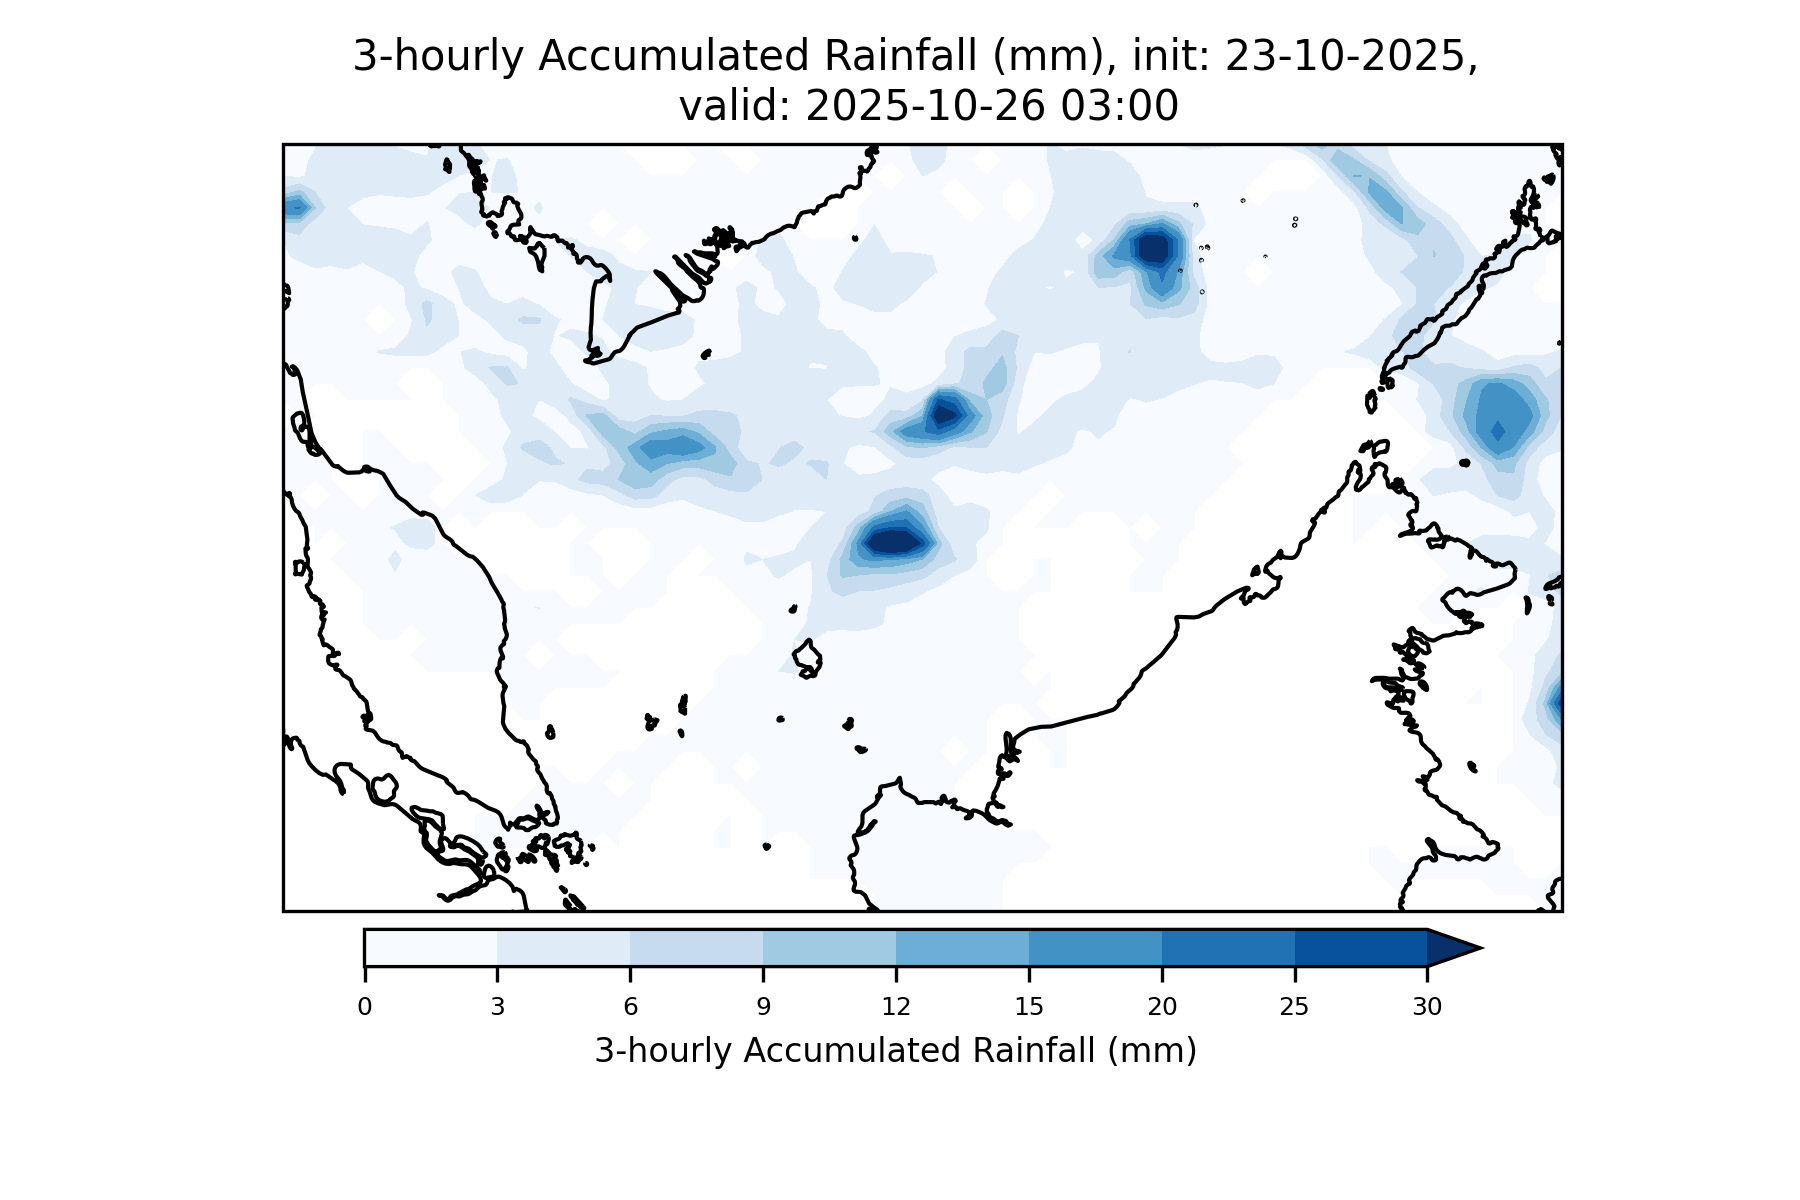 3-hourly Accumulated Rainfall (mm), init: 23-10-2025,
valid: 2025-10-26 03:00
0 3 6 9 12 15 20 25 30
3-hourly Accumulated Rainfall (mm)